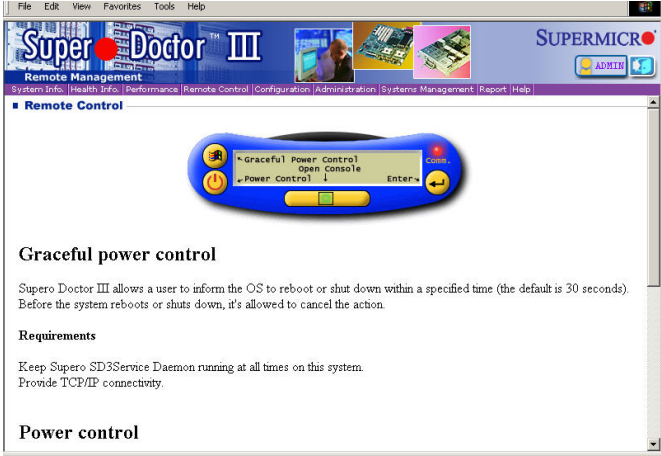 File Edit View Favorites Tools Help
Super Doctor ™ III
SUPERMICR
Remote Management
ADMIN
System Info. Health Info. Performance Remote Control Configuration Administration Systems Management Report Help
Remote Control
Graceful Power Control
Open Console
Power Control Enter
Comm.
Graceful power control
Supero Doctor III allows a user to inform the OS to reboot or shut down within a specified time (the default is 30 seconds).
Before the system reboots or shuts down, it's allowed to cancel the action.
Requirements
Keep Supero SD3Service Daemon running at all times on this system.
Provide TCP/IP connectivity.
Power control